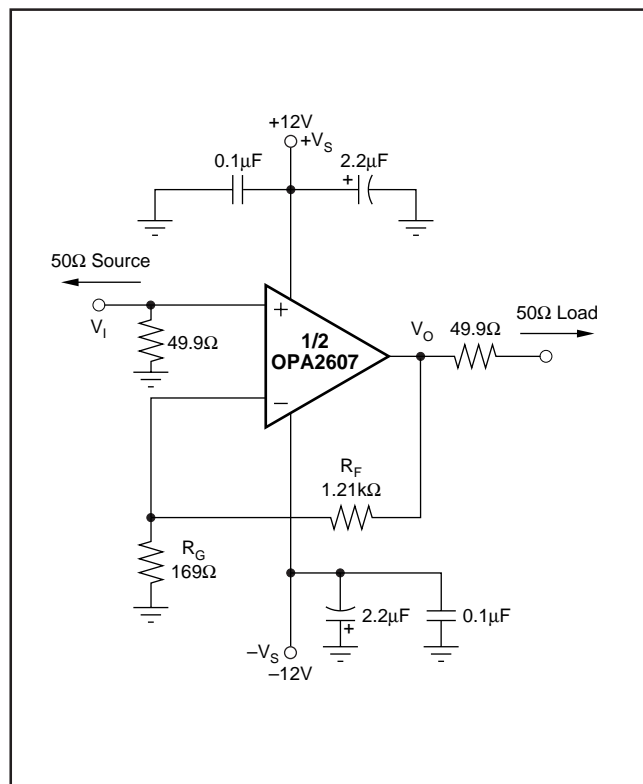 +12V
+V_S
0.1μF
2.2μF
+
50Ω Source
50Ω Load
V_I
+
1/2
OPA2607
V_O
49.9Ω
49.9Ω
−
R_F
1.21kΩ
R_G
169Ω
2.2μF
+
0.1μF
−V_S
−12V